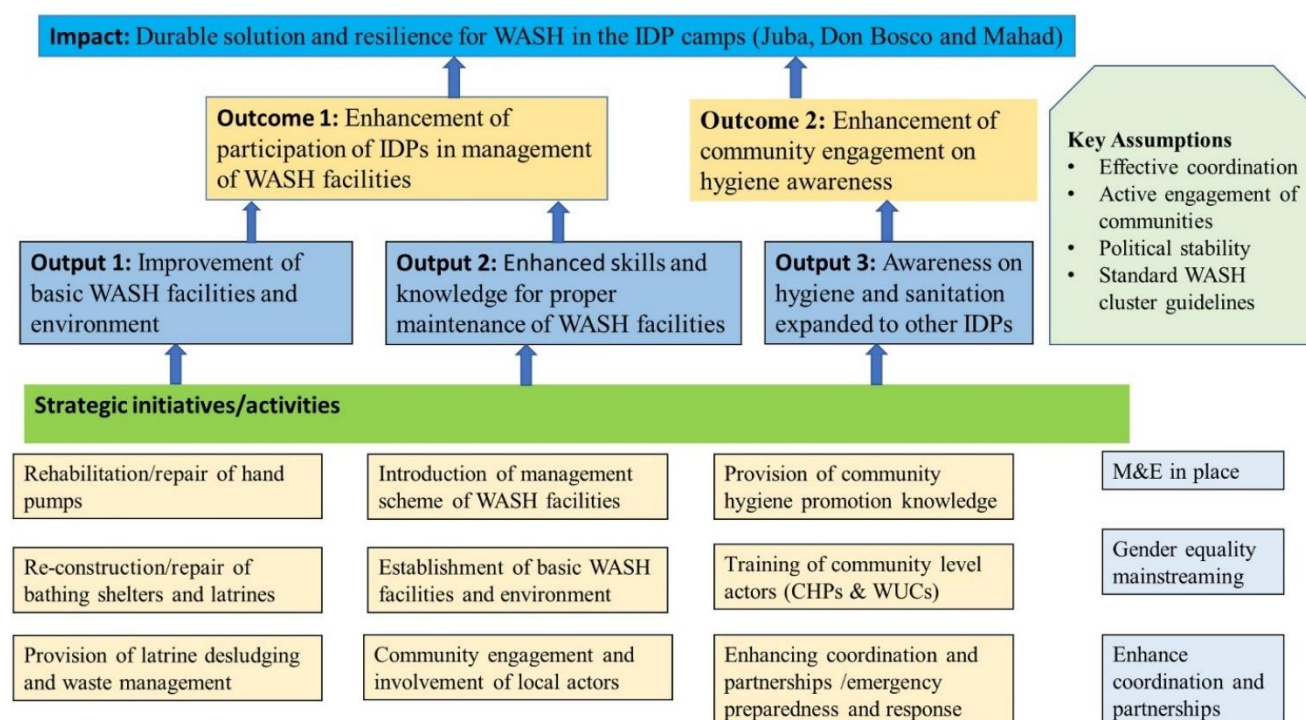 Impact: Durable solution and resilience for WASH in the IDP camps (Juba, Don Bosco and Mahad)
Outcome 1: Enhancement of
participation of IDPs in management
of WASH facilities
Outcome 2: Enhancement of
community engagement on
hygiene awareness
Key Assumptions
• Effective coordination
• Active engagement of
communities
• Political stability
• Standard WASH
cluster guidelines
Output 1: Improvement of
basic WASH facilities and
environment
Output 2: Enhanced skills and
knowledge for proper
maintenance of WASH facilities
Output 3: Awareness on
hygiene and sanitation
expanded to other IDPs
Strategic initiatives/activities
Rehabilitation/repair of hand
pumps
Introduction of management
scheme of WASH facilities
Provision of community
hygiene promotion knowledge
M&E in place
Re-construction/repair of
bathing shelters and latrines
Establishment of basic WASH
facilities and environment
Training of community level
actors (CHPs & WUCs)
Gender equality
mainstreaming
Provision of latrine desludging
and waste management
Community engagement and
involvement of local actors
Enhancing coordination and
partnerships /emergency
preparedness and response
Enhance
coordination and
partnerships